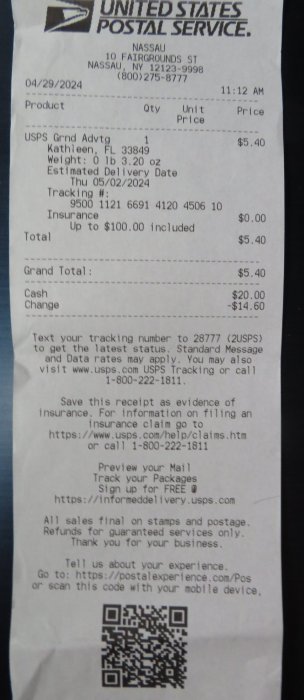 UNITED STATES
POSTAL SERVICE.
NASSAU
10 FAIRGROUNDS ST
NASSAU, NY 12123-9998
(800)275-8777
04/29/2024 11:12 AM
Product Qty Unit Price
Price
USPS Grnd Advtg 1 $5.40
Kathleen, FL 33849
Weight: 0 lb 3.20 oz
Estimated Delivery Date
Thu 05/02/2024
Tracking #:
9500 1121 6691 4120 4506 10
Insurance $0.00
Up to $100.00 included
Total $5.40
Grand Total: $5.40
Cash $20.00
Change -$14.60
Text your tracking number to 28777 (2USPS)
to get the latest status. Standard Message
and Data rates may apply. You may also
visit www.usps.com USPS Tracking or call
1-800-222-1811.
Save this receipt as evidence of
insurance. For information on filing an
insurance claim go to
https://www.usps.com/help/claims.htm
or call 1-800-222-1811
Preview your Mail
Track your Packages
Sign up for FREE @
https://informeddelivery.usps.com
All sales final on stamps and postage.
Refunds for guaranteed services only.
Thank you for your business.
Tell us about your experience.
Go to: https://postalexperience.com/Pos
or scan this code with your mobile device,